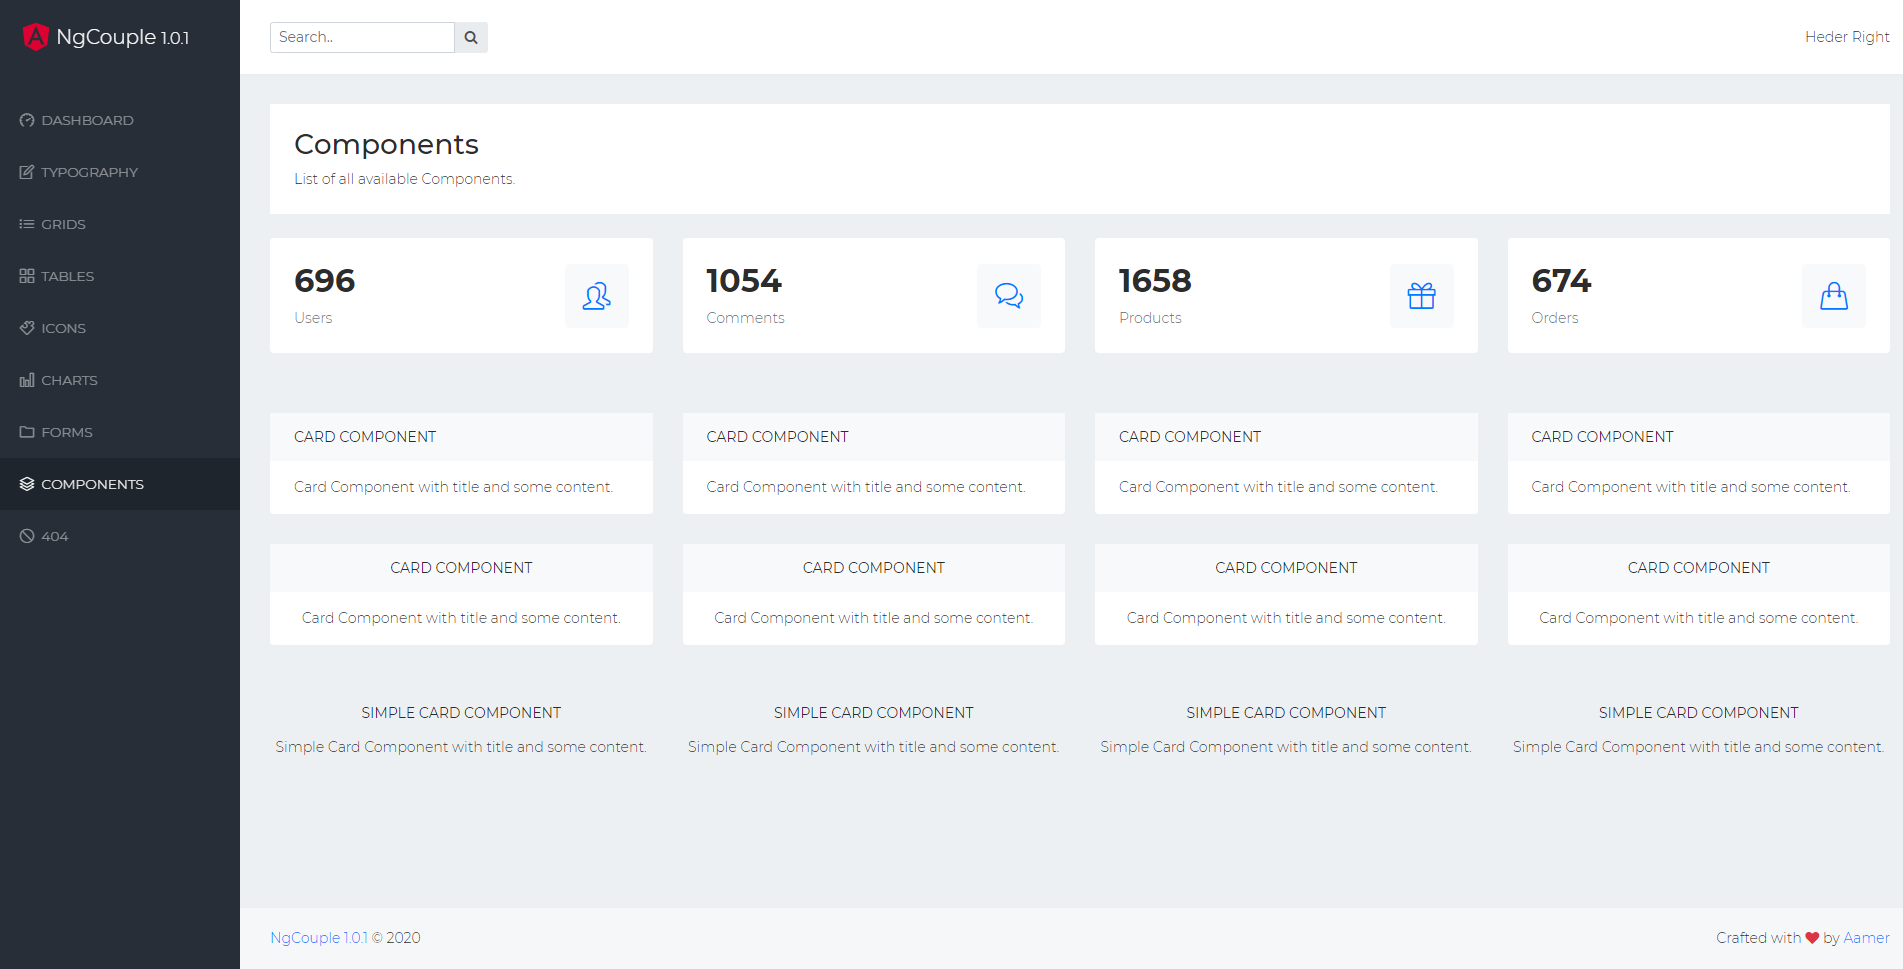 NgCouple 1.0.1
Search..
Heder Right
DASHBOARD
TYPOGRAPHY
GRIDS
TABLES
ICONS
CHARTS
FORMS
COMPONENTS
404
Components
List of all available Components.
696
Users
1054
Comments
1658
Products
674
Orders
CARD COMPONENT
Card Component with title and some content.
CARD COMPONENT
Card Component with title and some content.
CARD COMPONENT
Card Component with title and some content.
CARD COMPONENT
Card Component with title and some content.
CARD COMPONENT
Card Component with title and some content.
CARD COMPONENT
Card Component with title and some content.
CARD COMPONENT
Card Component with title and some content.
CARD COMPONENT
Card Component with title and some content.
SIMPLE CARD COMPONENT
Simple Card Component with title and some content.
SIMPLE CARD COMPONENT
Simple Card Component with title and some content.
SIMPLE CARD COMPONENT
Simple Card Component with title and some content.
SIMPLE CARD COMPONENT
Simple Card Component with title and some content.
NgCouple 1.0.1 © 2020
Crafted with ❤ by Aamer